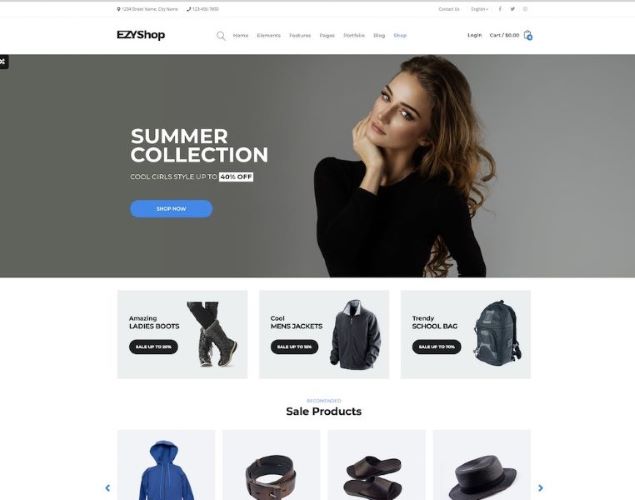 1234 Street Name, City Name 123-456-7890 Contact Us English
EZYShop Home Elements Features Pages Portfolio Blog Shop Login Cart / $0.00
SUMMER
COLLECTION
COOL GIRLS STYLE UP TO 40% OFF
SHOP NOW
Amazing
LADIES BOOTS
SALE UP TO 20%
Cool
MENS JACKETS
SALE UP TO 15%
Trendy
SCHOOL BAG
SALE UP TO 70%
RECOMENDED
Sale Products